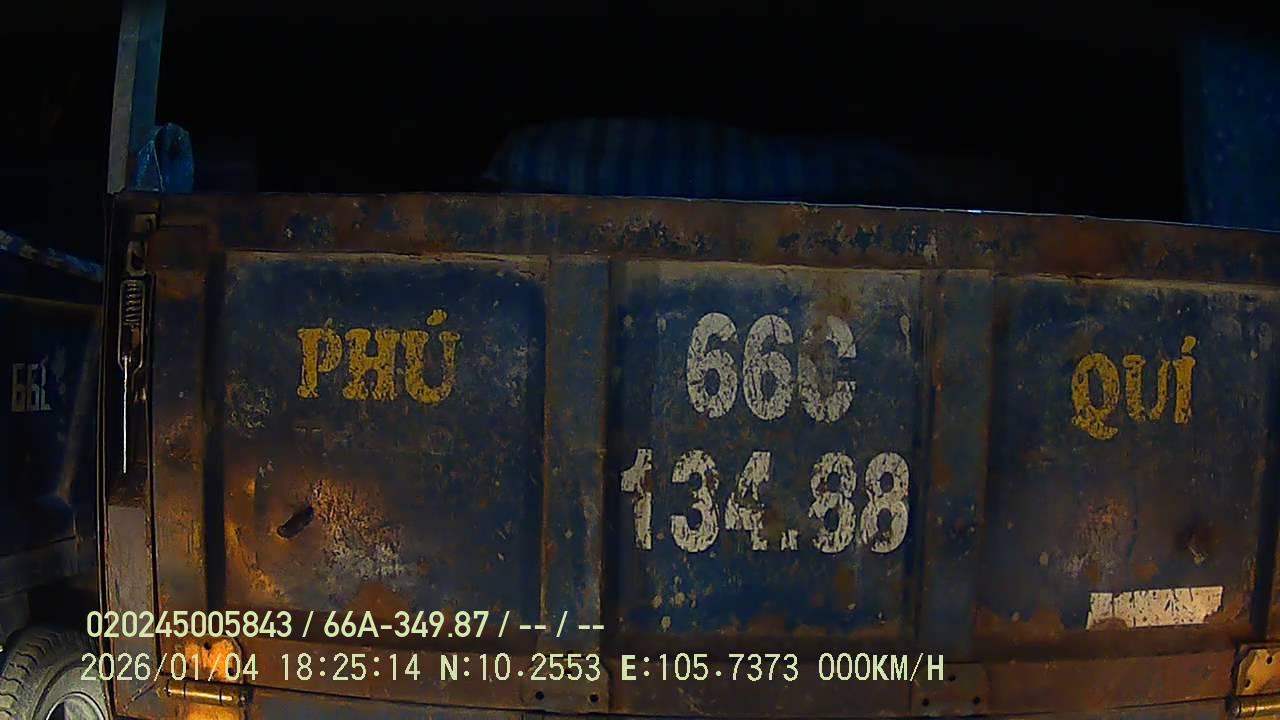 PHÚ
66C
134.88
QUÍ
66L
020245005843 / 66A-349.87 / -- / --
2026/01/04 18:25:14 N:10.2553 E:105.7373 000KM/H